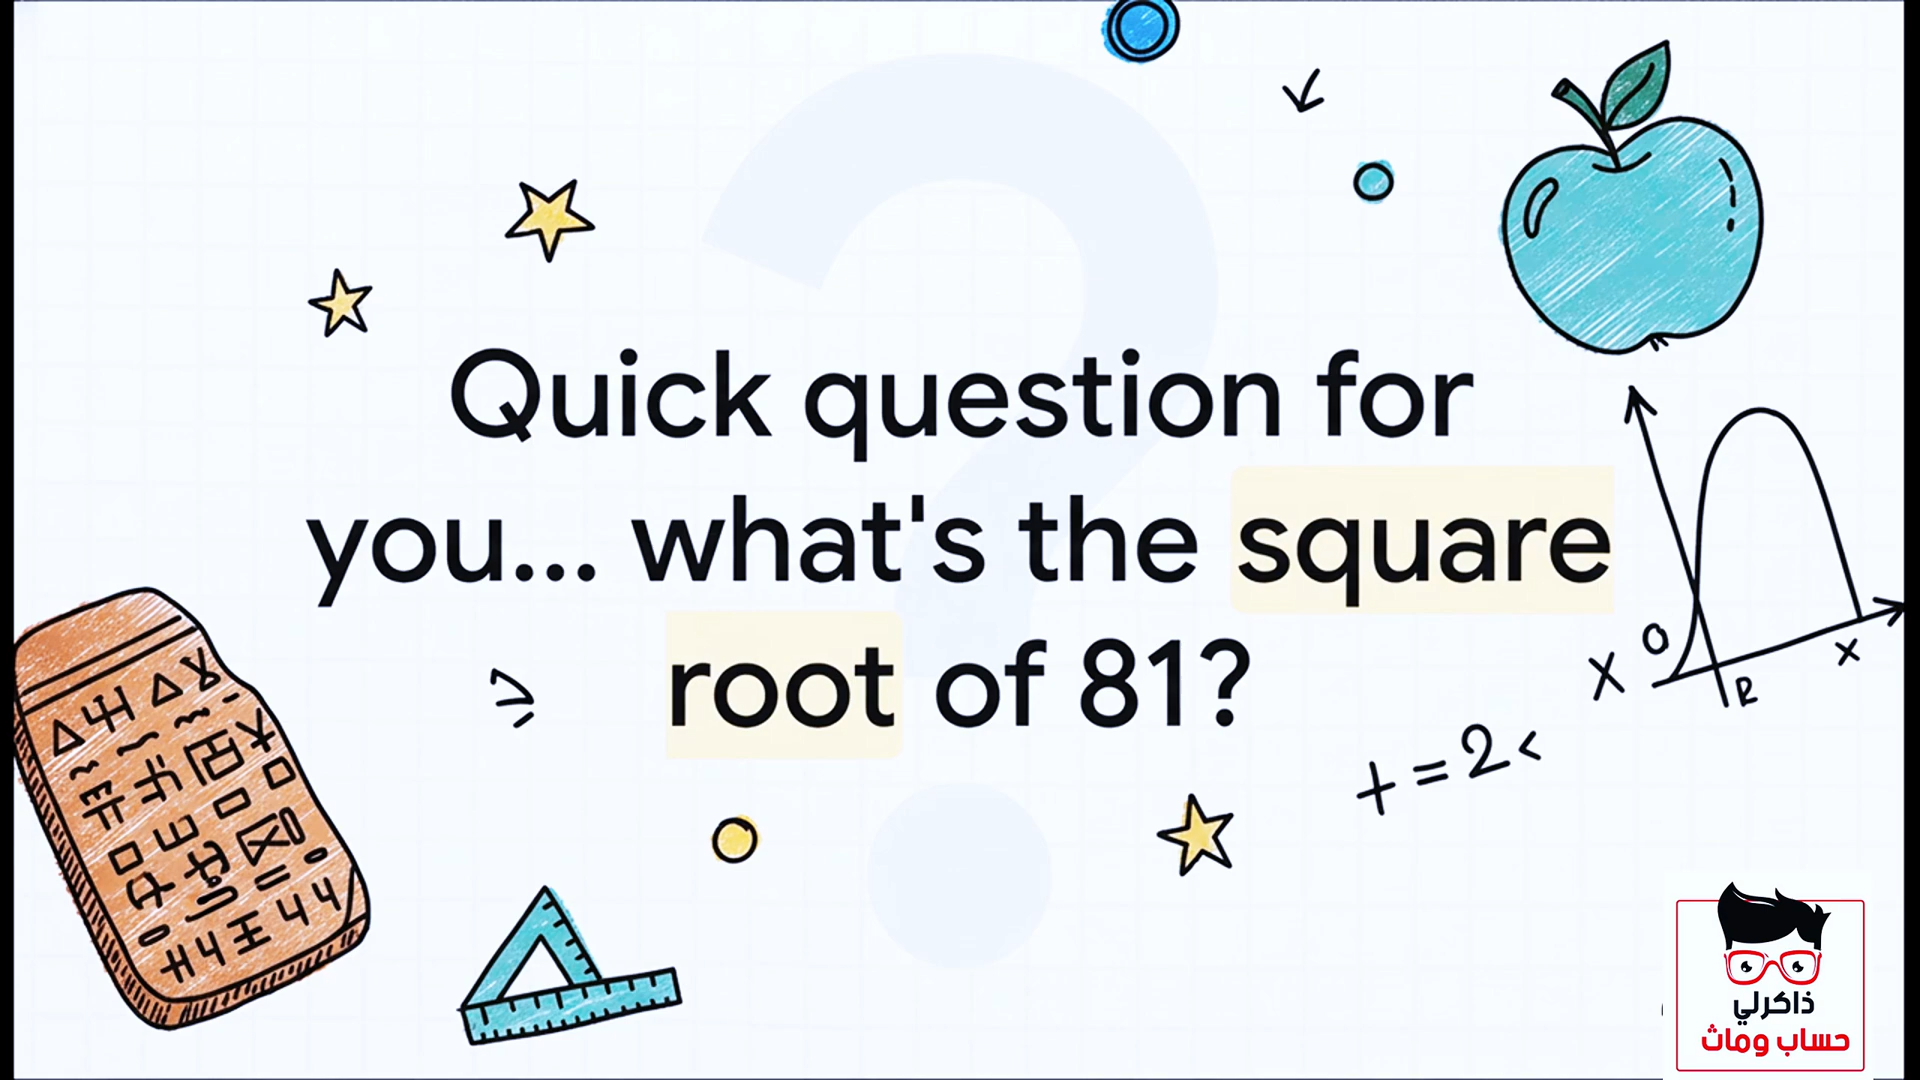 Quick question for
you... what's the square
root of 81?
O
X
R
x
+ = 2 <
ذاكرلي
حساب وماث